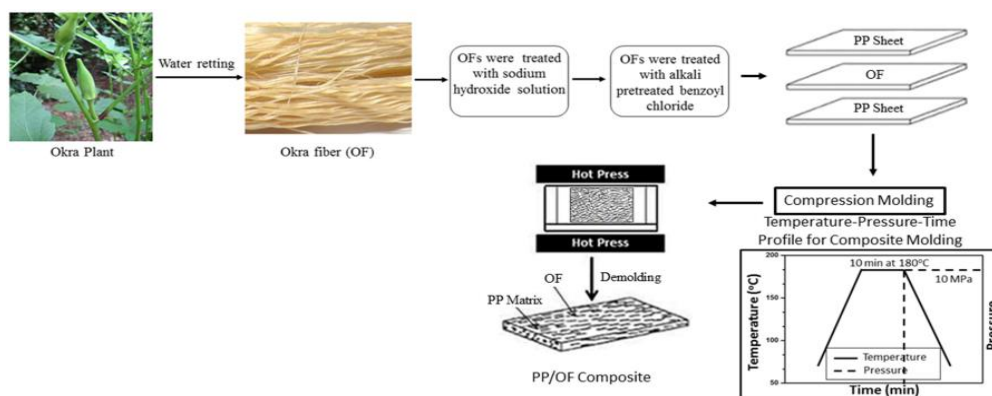 Okra Plant
Water retting
Okra fiber (OF)
OFs were treated
with sodium
hydroxide solution
OFs were treated
with alkali
pretreated benzoyl
chloride
PP Sheet
OF
PP Sheet
Compression Molding
Temperature-Pressure-Time
Profile for Composite Molding
200
150
100
50
Temperature (°C)
10 min at 180°C
10 MPa
Temperature
Pressure
Time (min)
Pressure
Hot Press
Hot Press
Demolding
OF
PP Matrix
PP/OF Composite